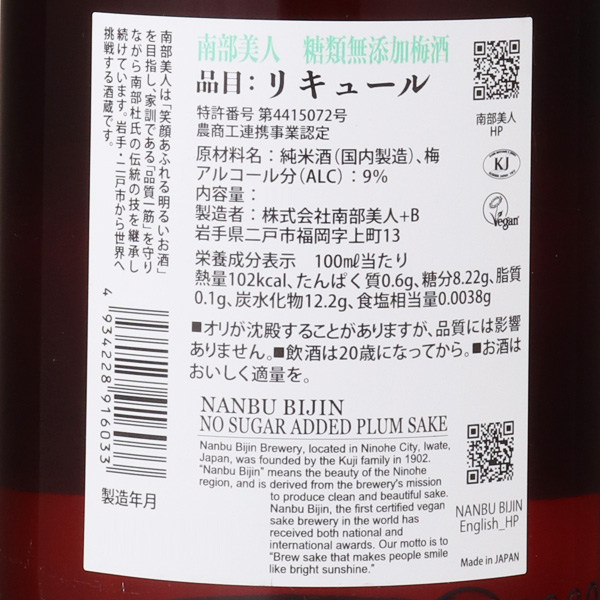 南部美人は「笑顔あふれる明るいお酒」
を目指し、家訓である「品質一筋」を守り
ながら南部杜氏の伝統の技を継承し
続けています。岩手・二戸市から世界へ
挑戦する酒蔵です。
4 934228 916033
製造年月
南部美人 糖類無添加梅酒
品目：リキュール
特許番号 第4415072号
農商工連携事業認定
原材料名：純米酒（国内製造）、梅
アルコール分（ALC）：9%
内容量：
製造者：株式会社南部美人+B
岩手県二戸市福岡字上町13
栄養成分表示 100㎖当たり
熱量102kcal、たんぱく質0.6g、糖分8.22g、脂質
0.1g、炭水化物12.2g、食塩相当量0.0038g
■オリが沈殿することがありますが、品質には影響
ありません。■飲酒は20歳になってから。■お酒は
おいしく適量を。
南部美人
HP
KJ
Vegan
NANBU BIJIN
NO SUGAR ADDED PLUM SAKE
Nanbu Bijin Brewery, located in Ninohe City, Iwate,
Japan, was founded by the Kuji family in 1902.
"Nanbu Bijin" means the beauty of the Ninohe
region, and is derived from the brewery's mission
to produce clean and beautiful sake.
Nanbu Bijin, the first certified vegan
sake brewery in the world has
received both national and
international awards. Our motto is to
"Brew sake that makes people smile
like bright sunshine."
NANBU BIJIN
English_HP
Made in JAPAN